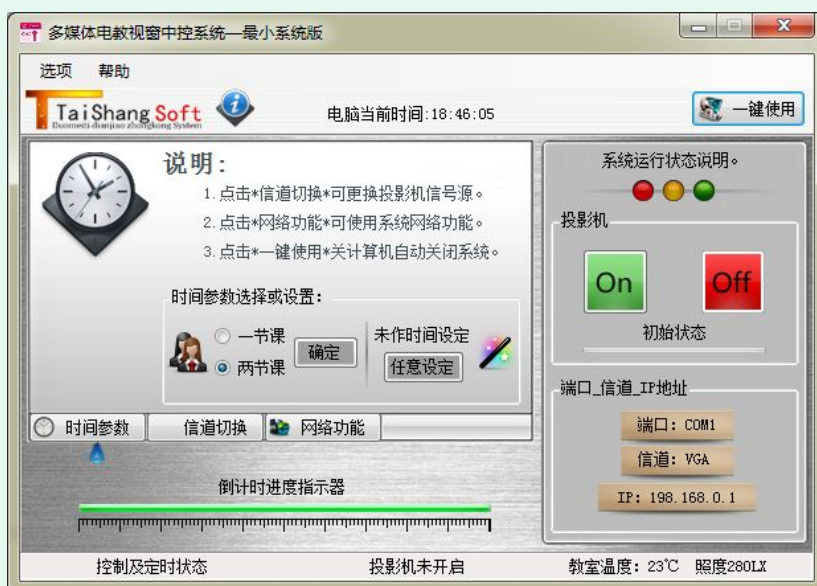 多媒体电教视窗中控系统—最小系统版
选项 帮助
TaiShang Soft
Duomeiti dianjiao zhongkong System
电脑当前时间:18:46:05
一键使用
说明:
1. 点击*信道切换*可更换投影机信号源。
2. 点击*网络功能*可使用系统网络功能。
3. 点击*一键使用*关计算机自动关闭系统。
时间参数选择或设置:
一节课
两节课
确定
未作时间设定
任意设定
时间参数 信道切换 网络功能
倒计时进度指示器
系统运行状态说明。
投影机
On Off
初始状态
端口_信道_IP地址
端口: COM1
信道: VGA
IP: 198.168.0.1
控制及定时状态 投影机未开启 教室温度: 23℃ 照度280LX